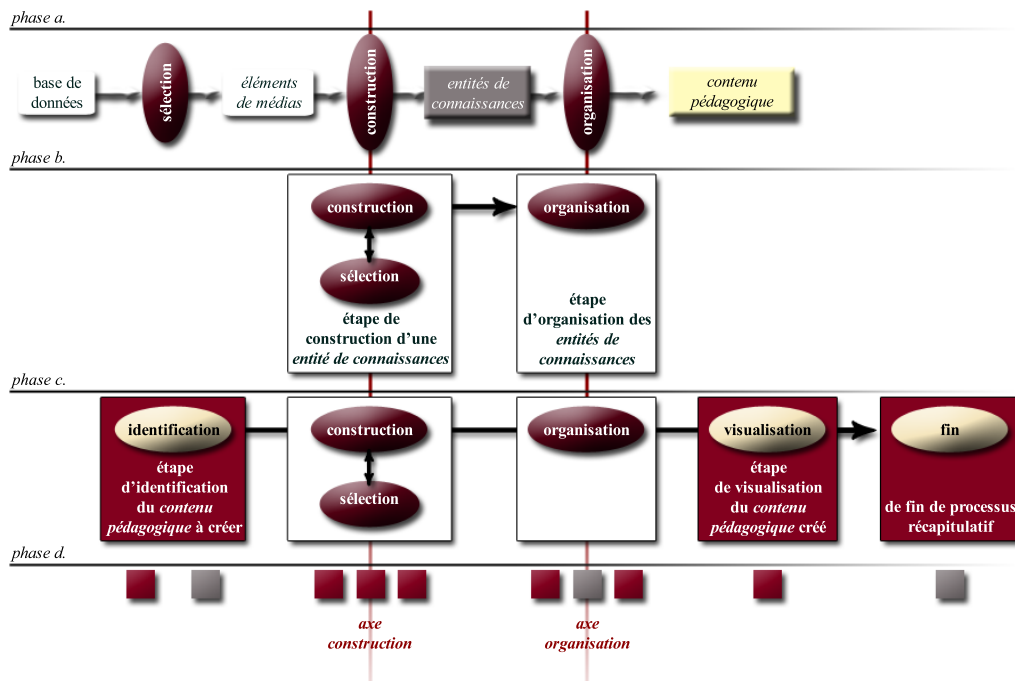 phase a.
base de
données
sélection
éléments
de médias
construction
entités de
connaissances
organisation
contenu
pédagogique
phase b.
construction
sélection
étape de
construction d’une
entité de connaissances
organisation
étape
d’organisation des
entités de
connaissances
phase c.
identification
étape
d’identification
du contenu
pédagogique à créer
construction
sélection
organisation
visualisation
étape
de visualisation
du contenu
pédagogique créé
fin
de fin de processus
récapitulatif
phase d.
axe
construction
axe
organisation